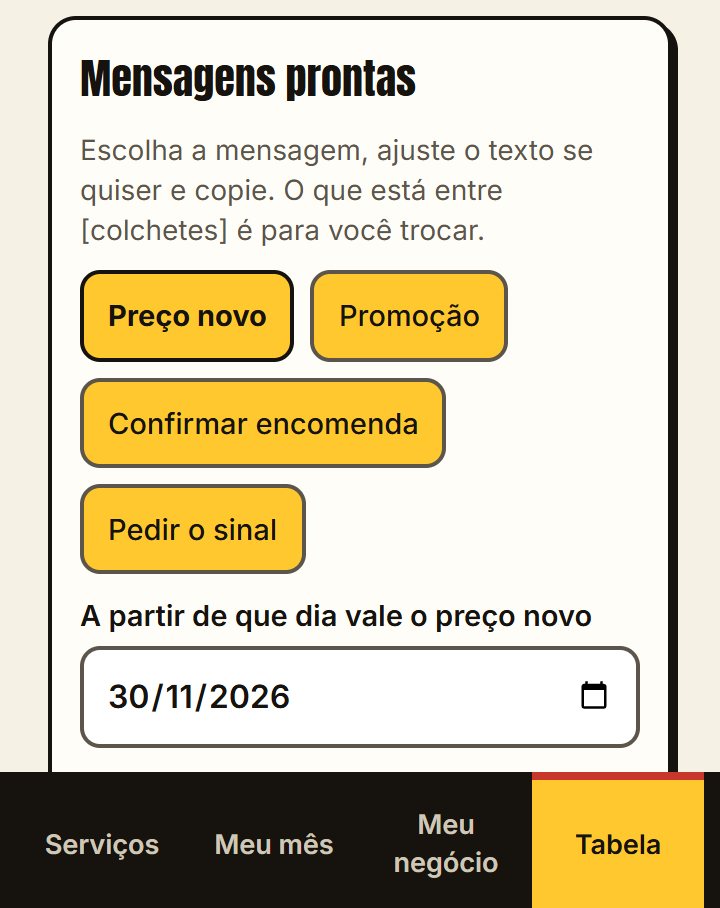 Mensagens prontas
Escolha a mensagem, ajuste o texto se
quiser e copie. O que está entre
[colchetes] é para você trocar.
Preço novo
Promoção
Confirmar encomenda
Pedir o sinal
A partir de que dia vale o preço novo
30/11/2026
Serviços
Meu mês
Meu
negócio
Tabela